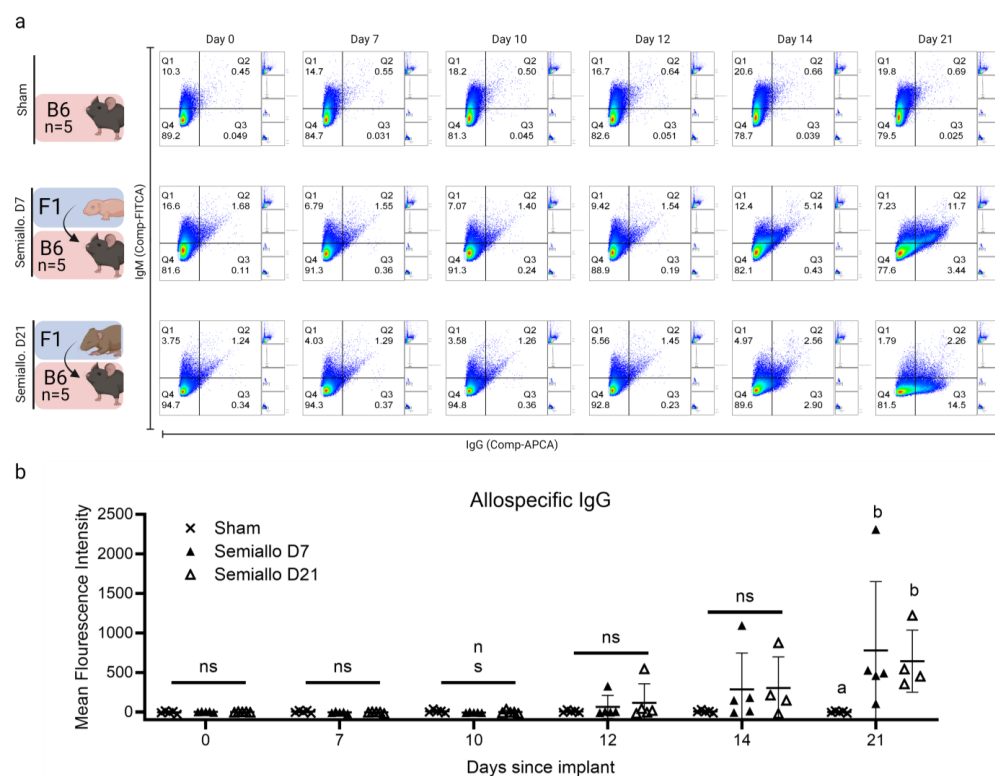 a
Day 0 Day 7 Day 10 Day 12 Day 14 Day 21
Sham
B6
n=5
Q1 10.3 Q2 0.45 Q4 89.2 Q3 0.049
Q1 14.7 Q2 0.55 Q4 84.7 Q3 0.031
Q1 18.2 Q2 0.50 Q4 81.3 Q3 0.045
Q1 16.7 Q2 0.64 Q4 82.6 Q3 0.051
Q1 20.6 Q2 0.66 Q4 78.7 Q3 0.039
Q1 19.8 Q2 0.69 Q4 79.5 Q3 0.025
Semiallo. D7
F1
B6
n=5
Q1 16.6 Q2 1.68 Q4 81.6 Q3 0.11
Q1 6.79 Q2 1.55 Q4 91.3 Q3 0.36
Q1 7.07 Q2 1.40 Q4 91.3 Q3 0.24
Q1 9.42 Q2 1.54 Q4 88.9 Q3 0.19
Q1 12.4 Q2 5.14 Q4 82.1 Q3 0.43
Q1 7.23 Q2 11.7 Q4 77.6 Q3 3.44
Semiallo. D21
F1
B6
n=5
Q1 3.75 Q2 1.24 Q4 94.7 Q3 0.34
Q1 4.03 Q2 1.29 Q4 94.3 Q3 0.37
Q1 3.58 Q2 1.26 Q4 94.8 Q3 0.36
Q1 5.56 Q2 1.45 Q4 92.8 Q3 0.23
Q1 4.97 Q2 2.56 Q4 89.6 Q3 2.90
Q1 1.79 Q2 2.26 Q4 81.5 Q3 14.5
IgM (Comp-FITCA)
IgG (Comp-APCA)
b
Allospecific IgG
Mean Flourescence Intensity
2500
2000
1500
1000
500
0
Sham
Semiallo D7
Semiallo D21
ns
ns
n
s
ns
ns
a
b
b
0 7 10 12 14 21
Days since implant